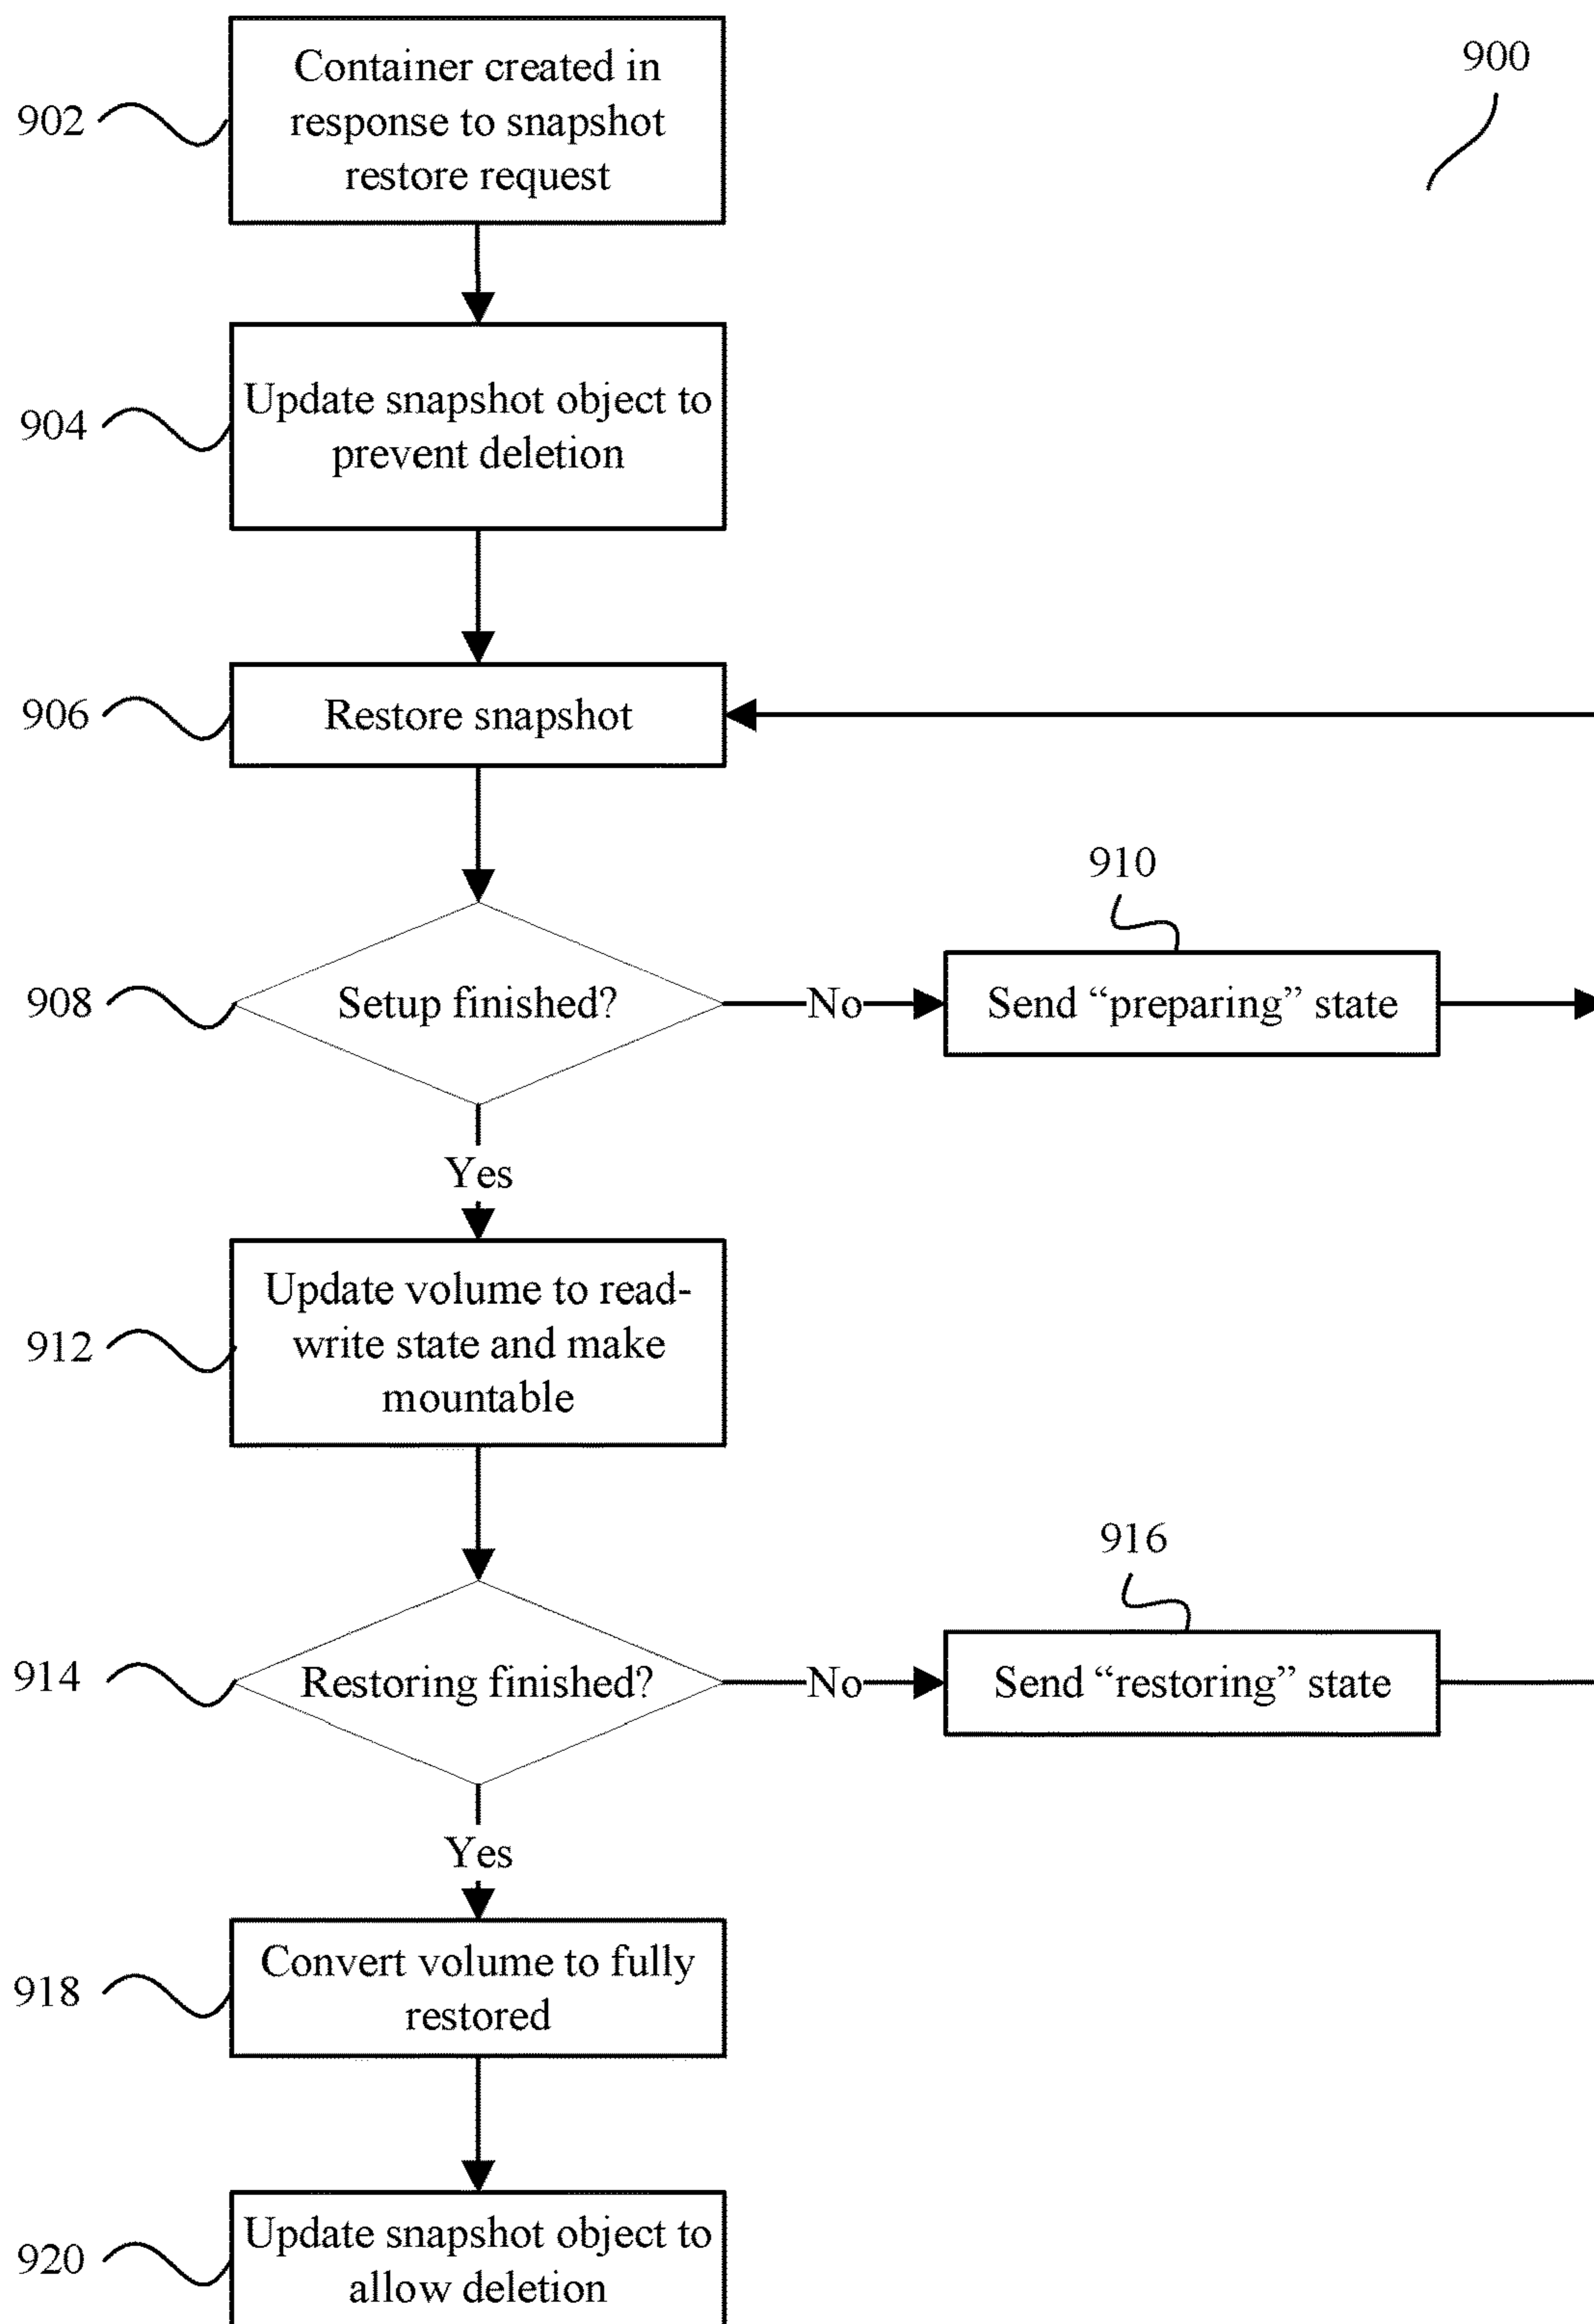 Container created in
response to snapshot
restore request
902
900
Update snapshot object to
prevent deletion
904
Restore snapshot
906
910
Setup finished?
908
No
Send “preparing” state
Yes
Update volume to read-
write state and make
mountable
912
916
Restoring finished?
914
No
Send “restoring” state
Yes
Convert volume to fully
restored
918
Update snapshot object to
allow deletion
920